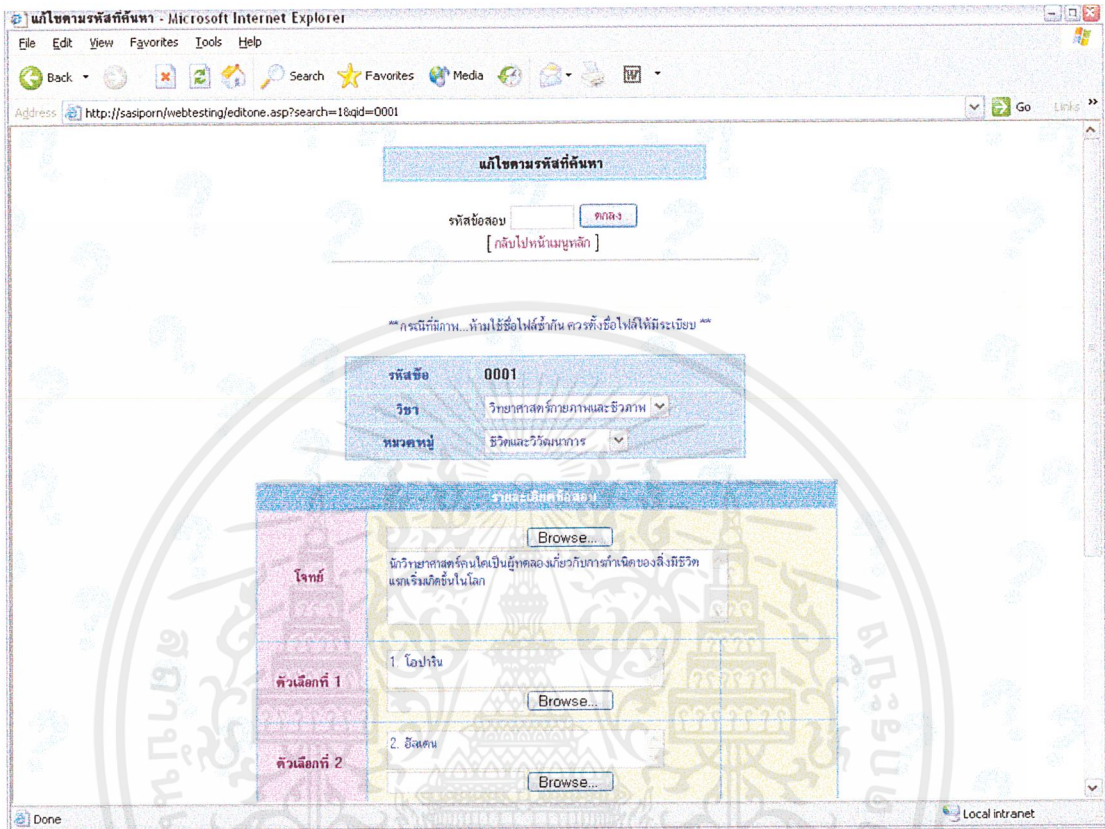 แก้ไขตามรหัสที่ค้นหา - Microsoft Internet Explorer
File Edit View Favorites Tools Help
Back Search Favorites Media
Address http://sasiporn/webtesting/editone.asp?search=1&qid=0001 Go Links »
แก้ไขตามรหัสที่ค้นหา
รหัสข้อสอบ ตกลง
[ กลับไปหน้าเมนูหลัก ]
** กรณีที่มีภาพ...ห้ามใช้ชื่อไฟล์ซ้ำกัน ควรตั้งชื่อไฟล์ให้มีระเบียบ **
รหัสข้อ 0001
วิชา วิทยาศาสตร์กายภาพและชีวภาพ
หมวดหมู่ ชีวิตและวิวัฒนาการ
รายละเอียดข้อสอบ
Browse...
โจทย์ นักวิทยาศาสตร์คนใดเป็นผู้ทดลองเกี่ยวกับการกำเนิดของสิ่งมีชีวิต
แรกเริ่มเกิดขึ้นในโลก
ตัวเลือกที่ 1 1. โอปาริน
Browse...
ตัวเลือกที่ 2 2. อีสเตน
Browse...
Done Local intranet